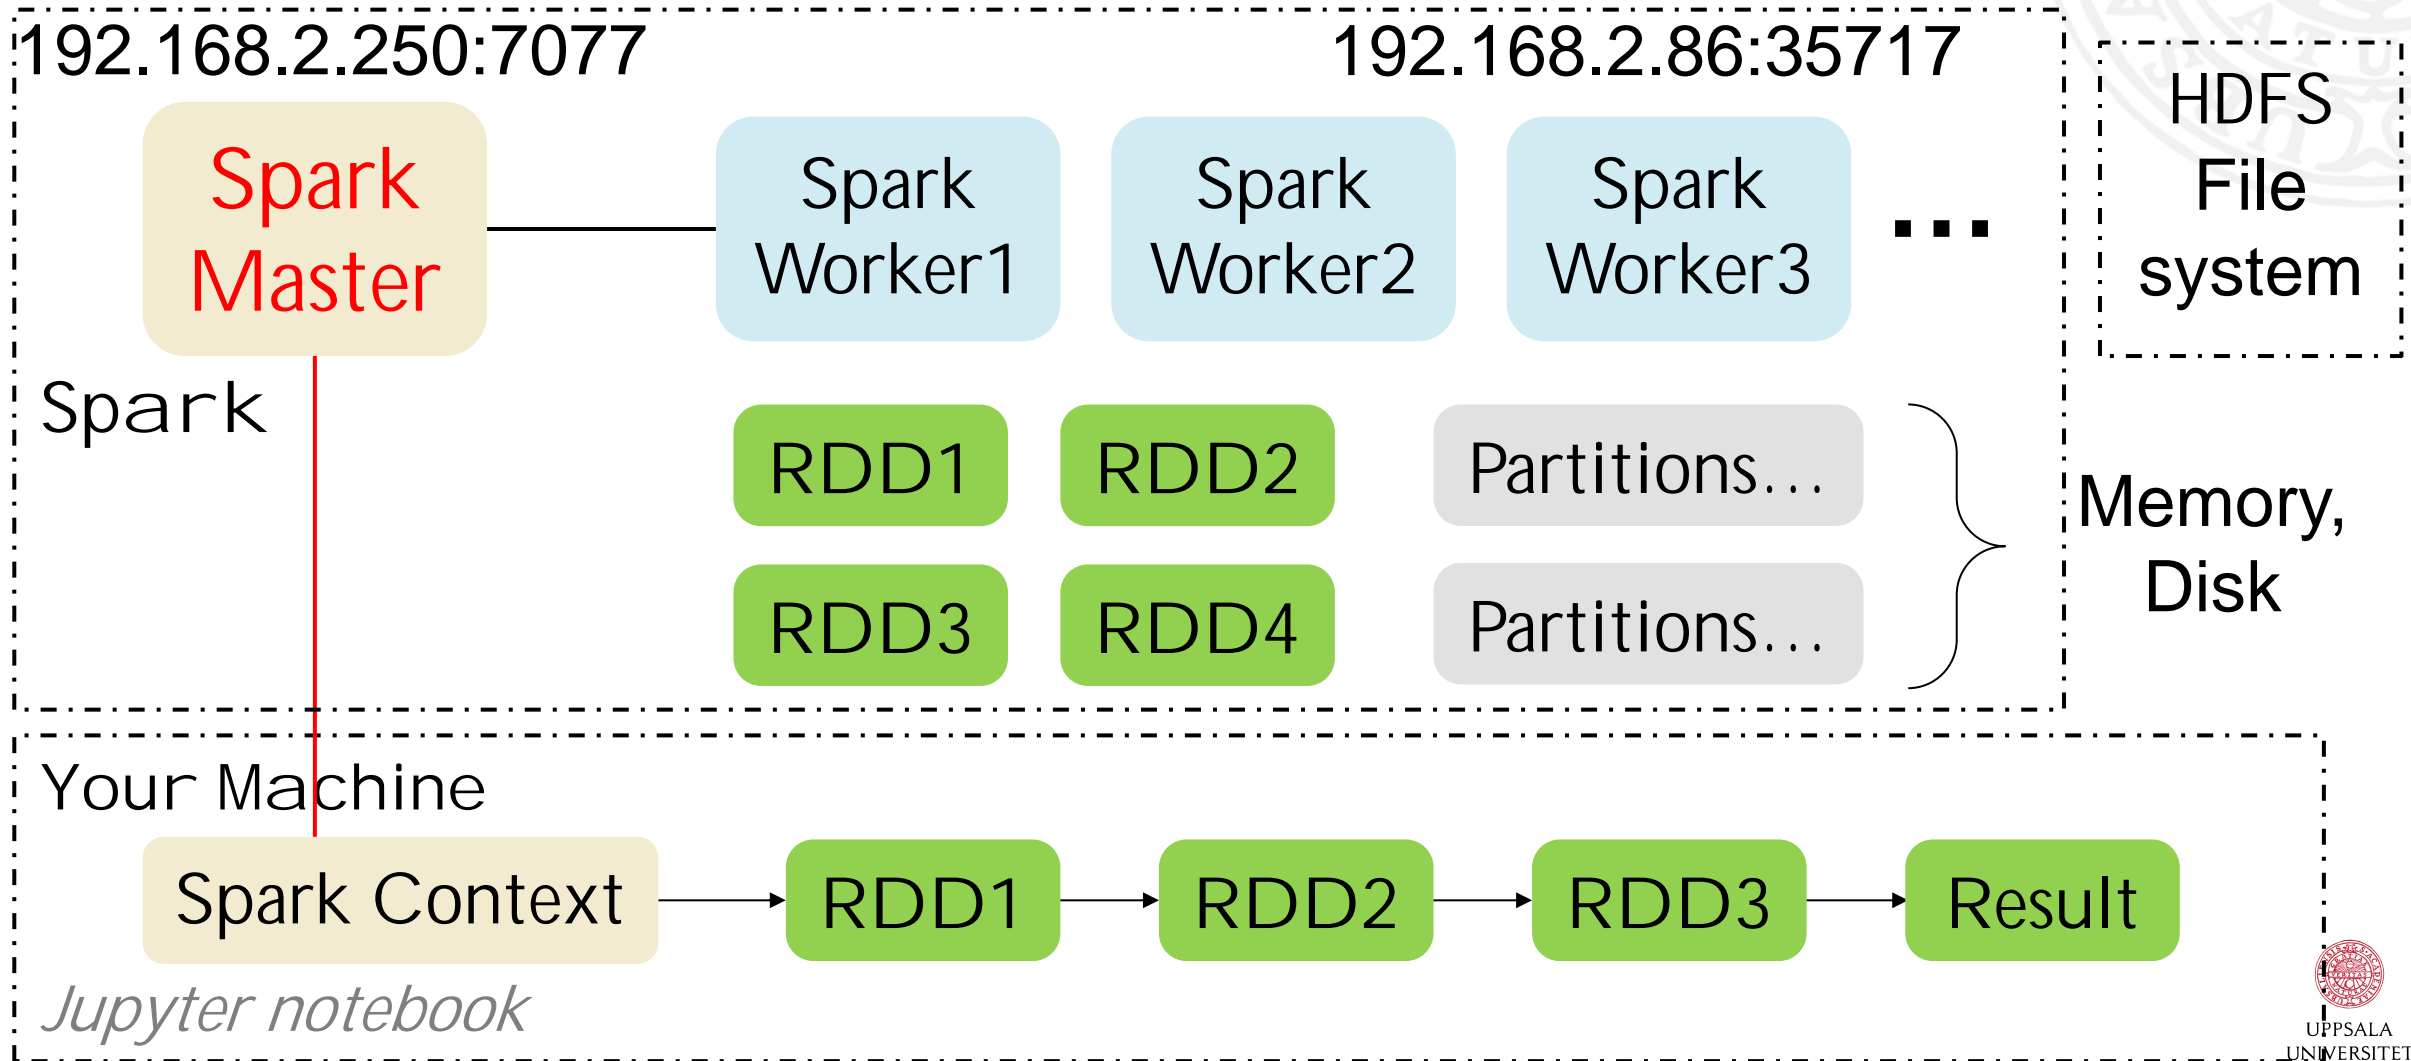 192.168.2.250:7077
192.168.2.86:35717
HDFS
File
system
Spark
Master
Spark
Worker1
Spark
Worker2
Spark
Worker3
...
Spark
RDD1
RDD2
Partitions...
Memory,
Disk
RDD3
RDD4
Partitions...
Your Machine
Spark Context
RDD1
RDD2
RDD3
Result
Jupyter notebook
UPPSALA
UNIVERSITET